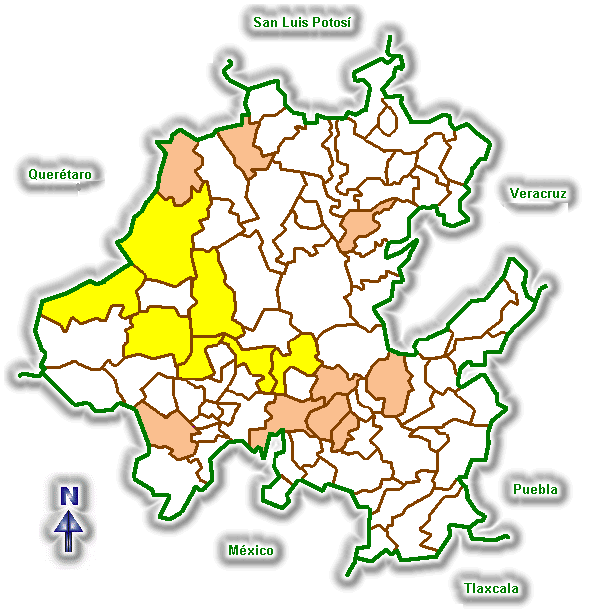 San Luis Potosí
Querétaro
Veracruz
N
Puebla
México
Tlaxcala